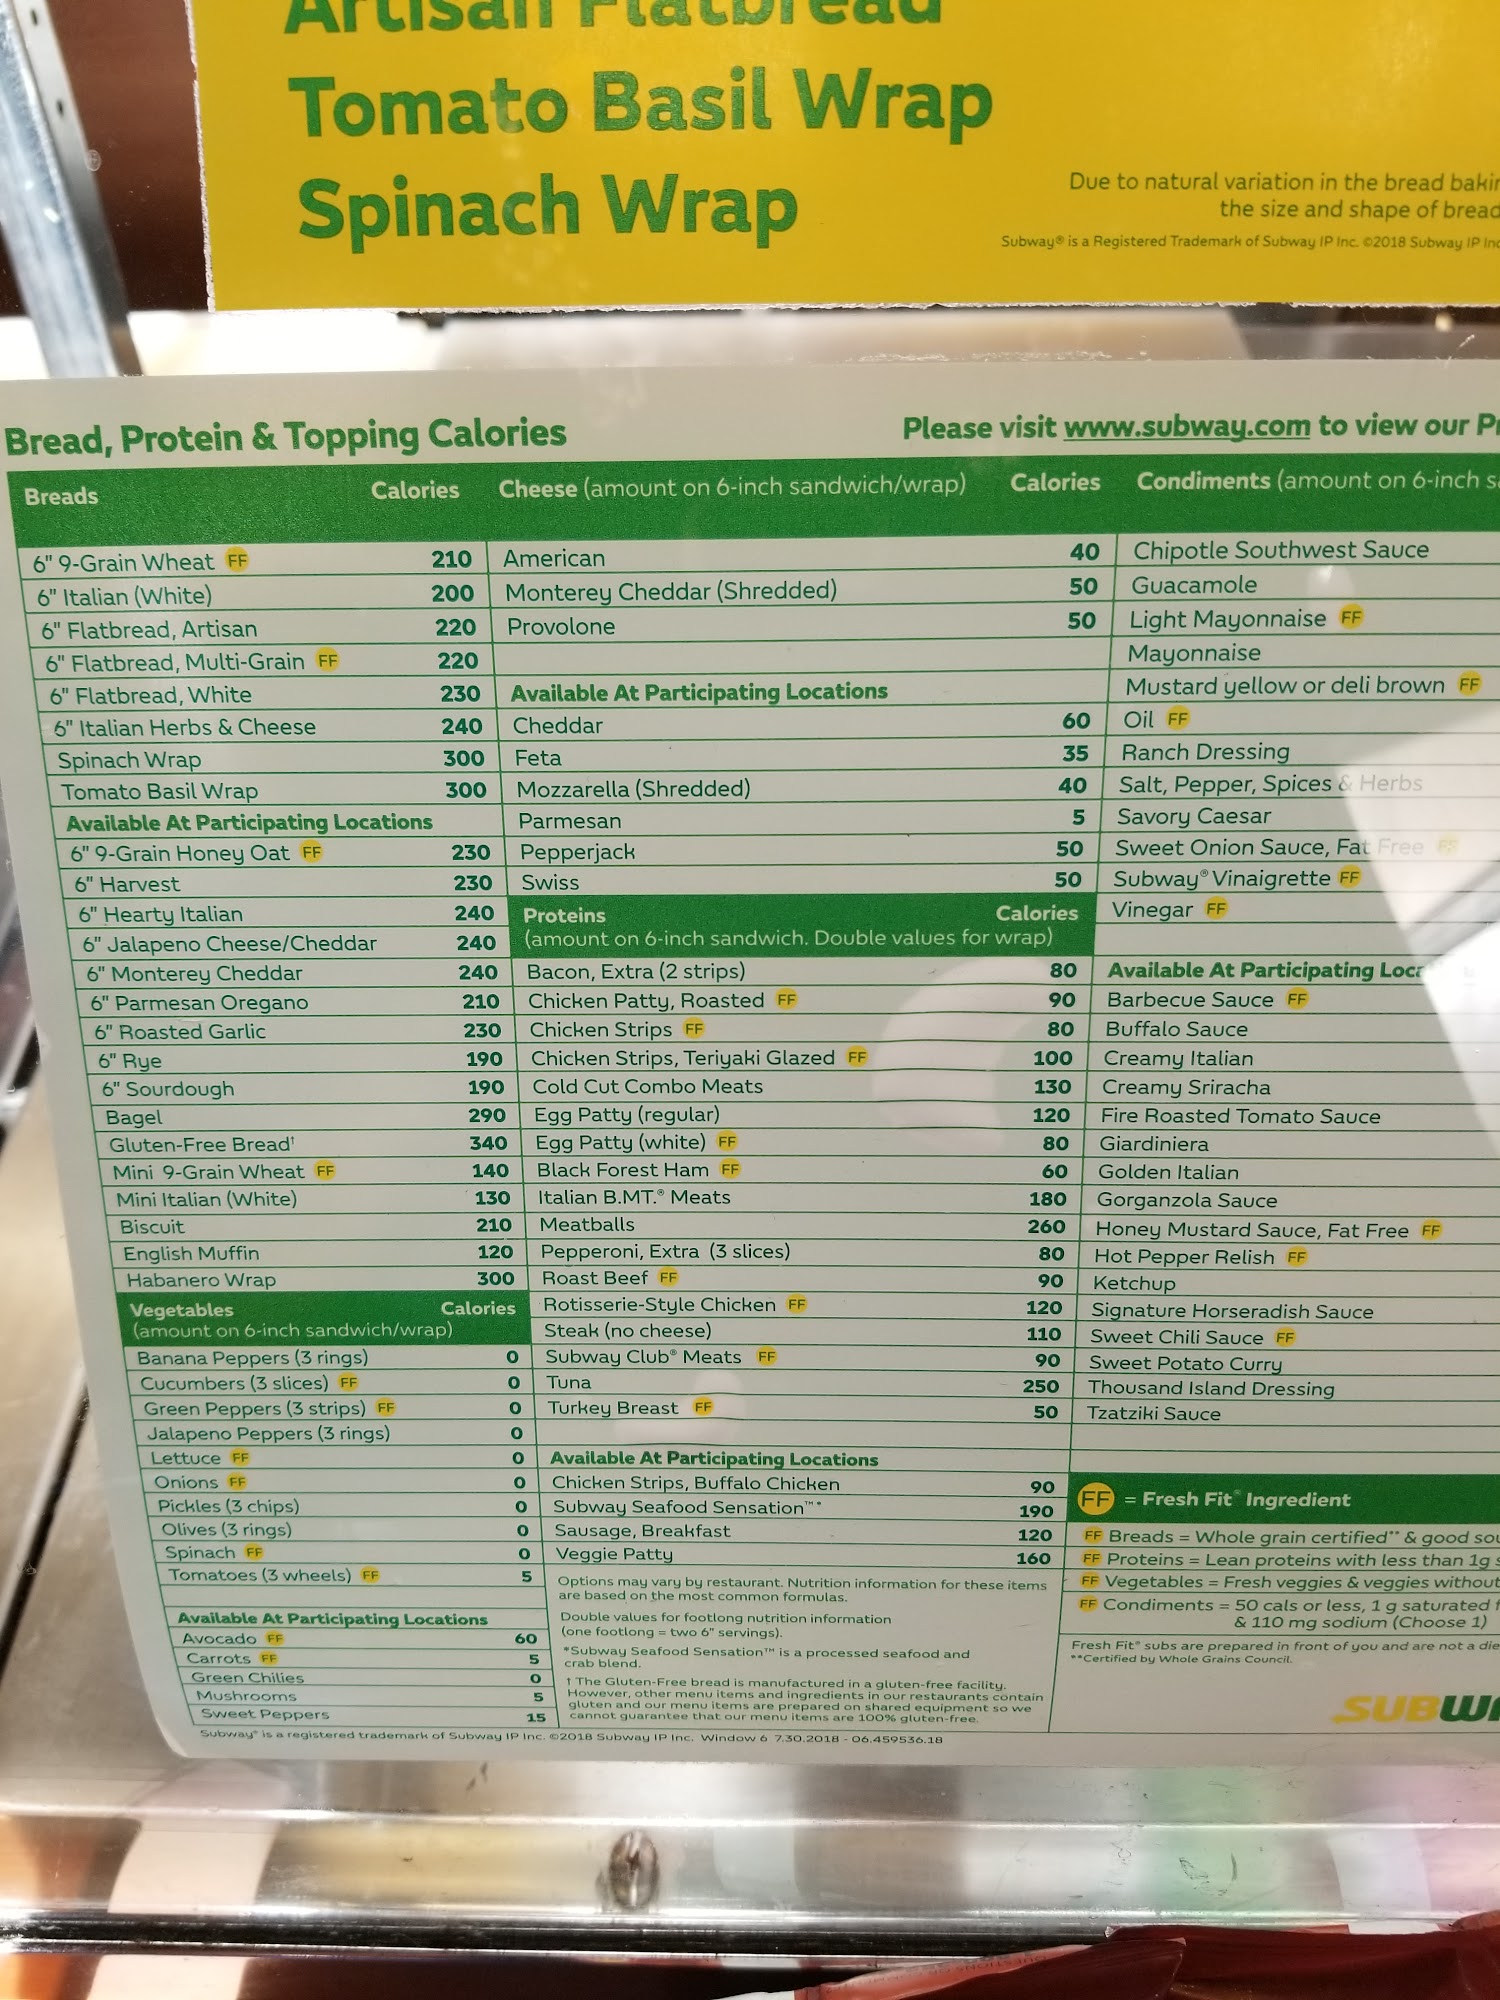 Artisan Flatbread
Tomato Basil Wrap
Spinach Wrap
Due to natural variation in the bread bakin
the size and shape of bread
Subway® is a Registered Trademark of Subway IP Inc. ©2018 Subway IP Inc
Bread, Protein & Topping Calories
Please visit www.subway.com to view our Pr
Breads Calories
6" 9-Grain Wheat FF 210
6" Italian (White) 200
6" Flatbread, Artisan 220
6" Flatbread, Multi-Grain FF 220
6" Flatbread, White 230
6" Italian Herbs & Cheese 240
Spinach Wrap 300
Tomato Basil Wrap 300
Available At Participating Locations
6" 9-Grain Honey Oat FF 230
6" Harvest 230
6" Hearty Italian 240
6" Jalapeno Cheese/Cheddar 240
6" Monterey Cheddar 240
6" Parmesan Oregano 210
6" Roasted Garlic 230
6" Rye 190
6" Sourdough 190
Bagel 290
Gluten-Free Bread† 340
Mini 9-Grain Wheat FF 140
Mini Italian (White) 130
Biscuit 210
English Muffin 120
Habanero Wrap 300
Vegetables Calories
(amount on 6-inch sandwich/wrap)
Banana Peppers (3 rings) 0
Cucumbers (3 slices) FF 0
Green Peppers (3 strips) FF 0
Jalapeno Peppers (3 rings) 0
Lettuce FF 0
Onions FF 0
Pickles (3 chips) 0
Olives (3 rings) 0
Spinach FF 0
Tomatoes (3 wheels) FF 5
Available At Participating Locations
Avocado FF 60
Carrots FF 5
Green Chilies 0
Mushrooms 5
Sweet Peppers 15
Cheese (amount on 6-inch sandwich/wrap) Calories
American 40
Monterey Cheddar (Shredded) 50
Provolone 50
Available At Participating Locations
Cheddar 60
Feta 35
Mozzarella (Shredded) 40
Parmesan 5
Pepperjack 50
Swiss 50
Proteins Calories
(amount on 6-inch sandwich. Double values for wrap)
Bacon, Extra (2 strips) 80
Chicken Patty, Roasted FF 90
Chicken Strips FF 80
Chicken Strips, Teriyaki Glazed FF 100
Cold Cut Combo Meats 130
Egg Patty (regular) 120
Egg Patty (white) FF 80
Black Forest Ham FF 60
Italian B.MT.® Meats 180
Meatballs 260
Pepperoni, Extra (3 slices) 80
Roast Beef FF 90
Rotisserie-Style Chicken FF 120
Steak (no cheese) 110
Subway Club® Meats FF 90
Tuna 250
Turkey Breast FF 50
Available At Participating Locations
Chicken Strips, Buffalo Chicken 90
Subway Seafood Sensation™* 190
Sausage, Breakfast 120
Veggie Patty 160
Options may vary by restaurant. Nutrition information for these items
are based on the most common formulas.
Double values for footlong nutrition information
(one footlong = two 6" servings).
*Subway Seafood Sensation™ is a processed seafood and
crab blend.
† The Gluten-Free bread is manufactured in a gluten-free facility.
However, other menu items and ingredients in our restaurants contain
gluten and our menu items are prepared on shared equipment so we
cannot guarantee that our menu items are 100% gluten-free.
Condiments (amount on 6-inch sa
Chipotle Southwest Sauce
Guacamole
Light Mayonnaise FF
Mayonnaise
Mustard yellow or deli brown FF
Oil FF
Ranch Dressing
Salt, Pepper, Spices & Herbs
Savory Caesar
Sweet Onion Sauce, Fat Free FF
Subway® Vinaigrette FF
Vinegar FF
Available At Participating Loca
Barbecue Sauce FF
Buffalo Sauce
Creamy Italian
Creamy Sriracha
Fire Roasted Tomato Sauce
Giardiniera
Golden Italian
Gorganzola Sauce
Honey Mustard Sauce, Fat Free FF
Hot Pepper Relish FF
Ketchup
Signature Horseradish Sauce
Sweet Chili Sauce FF
Sweet Potato Curry
Thousand Island Dressing
Tzatziki Sauce
FF = Fresh Fit® Ingredient
FF Breads = Whole grain certified** & good sou
FF Proteins = Lean proteins with less than 1g s
FF Vegetables = Fresh veggies & veggies without
FF Condiments = 50 cals or less, 1 g saturated f
& 110 mg sodium (Choose 1)
Fresh Fit® subs are prepared in front of you and are not a die
**Certified by Whole Grains Council.
SUBWA
Subway® is a registered trademark of Subway IP Inc. ©2018 Subway IP Inc. Window 6 7.30.2018 - 06.459536.18